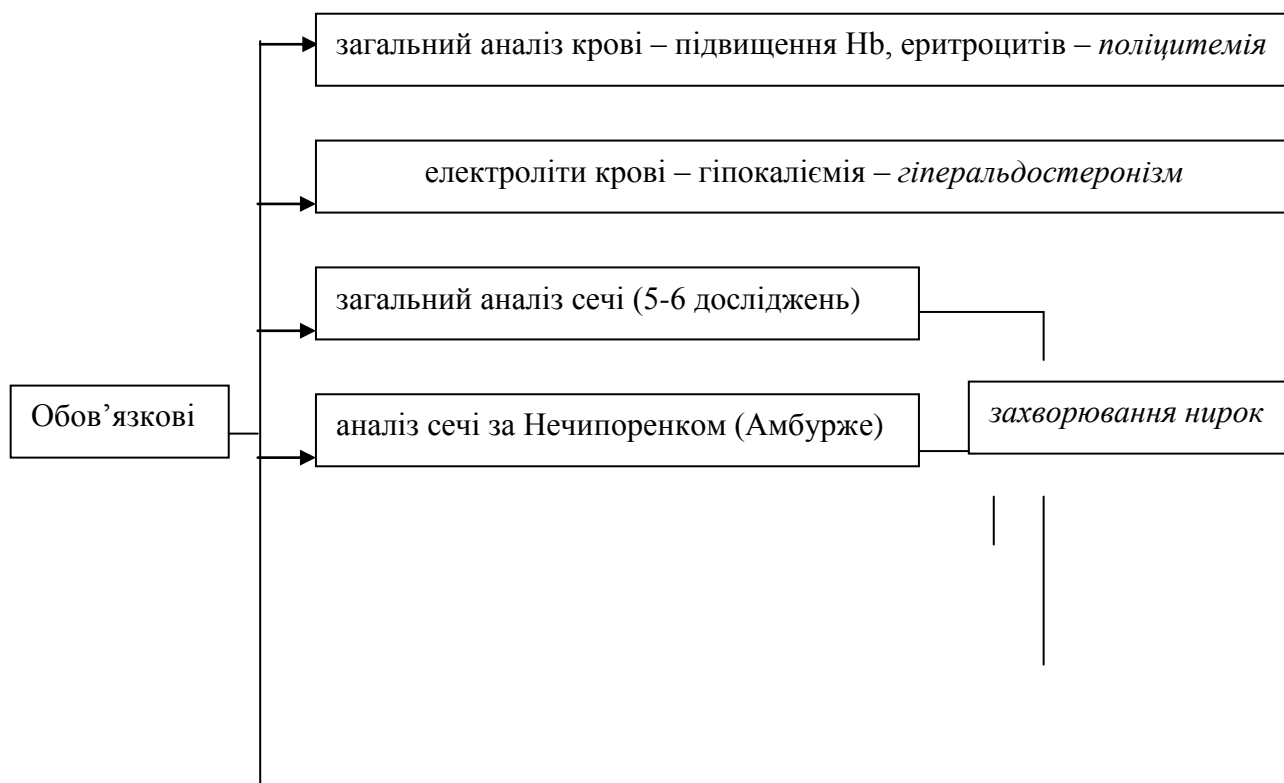 загальний аналіз крові – підвищення Hb, еритроцитів – поліцитемія
електроліти крові – гіпокаліємія – гіперальдостеронізм
загальний аналіз сечі (5-6 досліджень)
Обов’язкові
аналіз сечі за Нечипоренком (Амбурже)
захворювання нирок